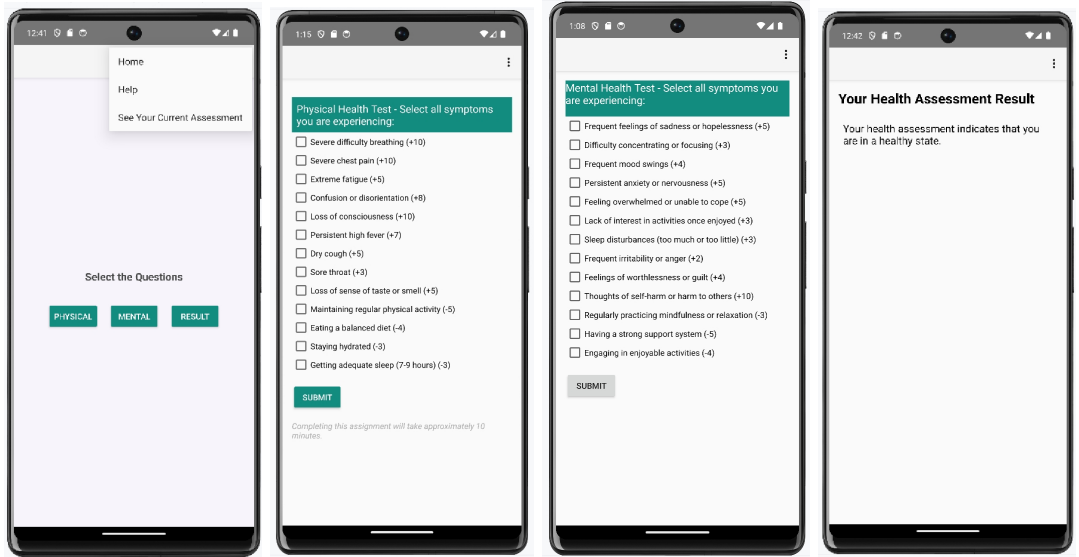 12:41
Home
Help
See Your Current Assessment
Select the Questions
PHYSICAL
MENTAL
RESULT
1:15
Physical Health Test - Select all symptoms
you are experiencing:
Severe difficulty breathing (+10)
Severe chest pain (+10)
Extreme fatigue (+5)
Confusion or disorientation (+8)
Loss of consciousness (+10)
Persistent high fever (+7)
Dry cough (+5)
Sore throat (+3)
Loss of sense of taste or smell (+5)
Maintaining regular physical activity (-5)
Eating a balanced diet (-4)
Staying hydrated (-3)
Getting adequate sleep (7-9 hours) (-3)
SUBMIT
Completing this assignment will take approximately 10
minutes.
1:08
Mental Health Test - Select all symptoms you
are experiencing:
Frequent feelings of sadness or hopelessness (+5)
Difficulty concentrating or focusing (+3)
Frequent mood swings (+4)
Persistent anxiety or nervousness (+5)
Feeling overwhelmed or unable to cope (+5)
Lack of interest in activities once enjoyed (+3)
Sleep disturbances (too much or too little) (+3)
Frequent irritability or anger (+2)
Feelings of worthlessness or guilt (+4)
Thoughts of self-harm or harm to others (+10)
Regularly practicing mindfulness or relaxation (-3)
Having a strong support system (-5)
Engaging in enjoyable activities (-4)
SUBMIT
12:42
Your Health Assessment Result
Your health assessment indicates that you
are in a healthy state.